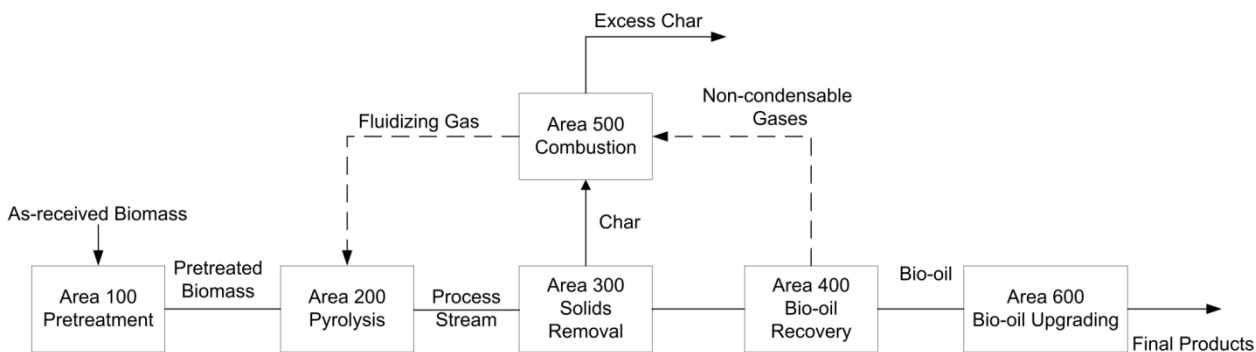 Excess Char
Non-condensable
Gases
Fluidizing Gas
Area 500
Combustion
As-received Biomass
Char
Pretreated
Biomass
Bio-oil
Area 100
Pretreatment
Area 200
Pyrolysis
Process
Stream
Area 300
Solids
Removal
Area 400
Bio-oil
Recovery
Area 600
Bio-oil Upgrading
Final Products